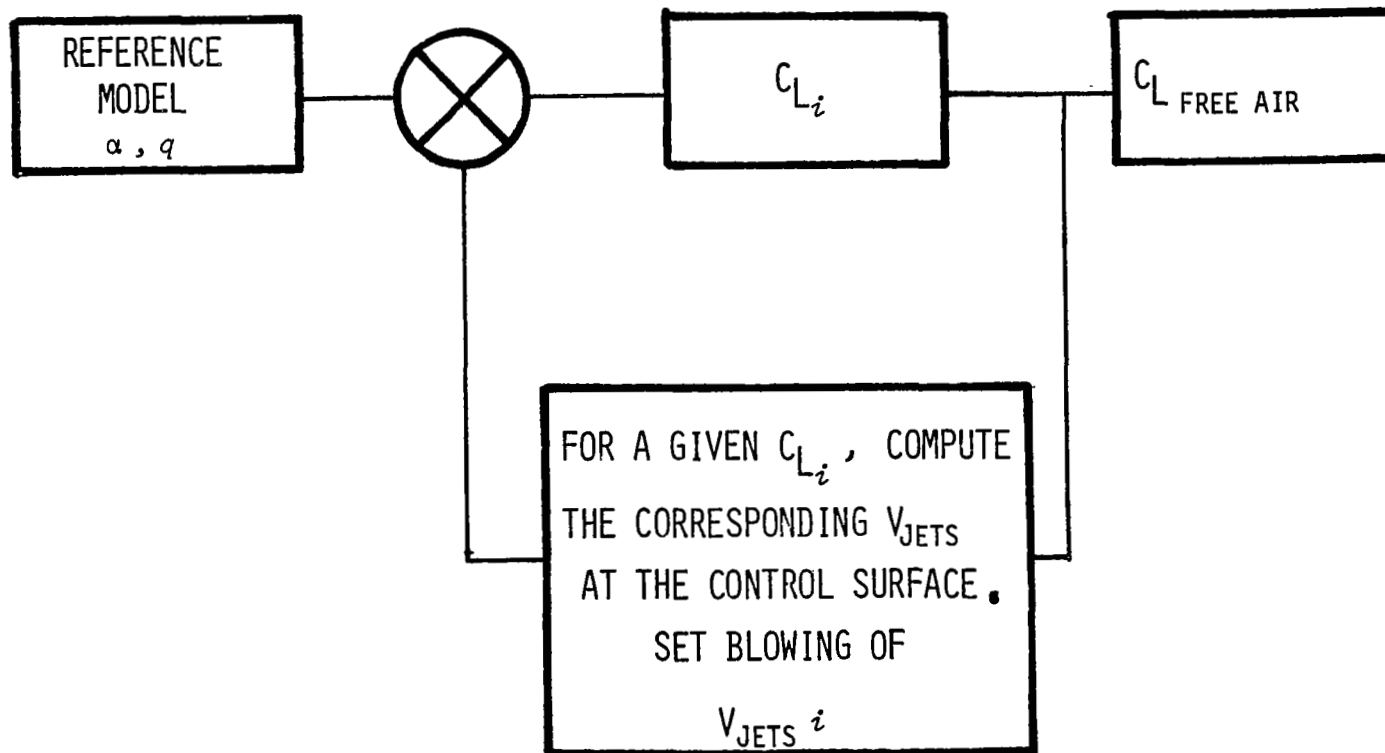 REFERENCE
MODEL
α, q
C_{L_i}
C_{L FREE AIR}
FOR A GIVEN C_{L_i}, COMPUTE
THE CORRESPONDING V_{JETS}
AT THE CONTROL SURFACE.
SET BLOWING OF
V_{JETS} i